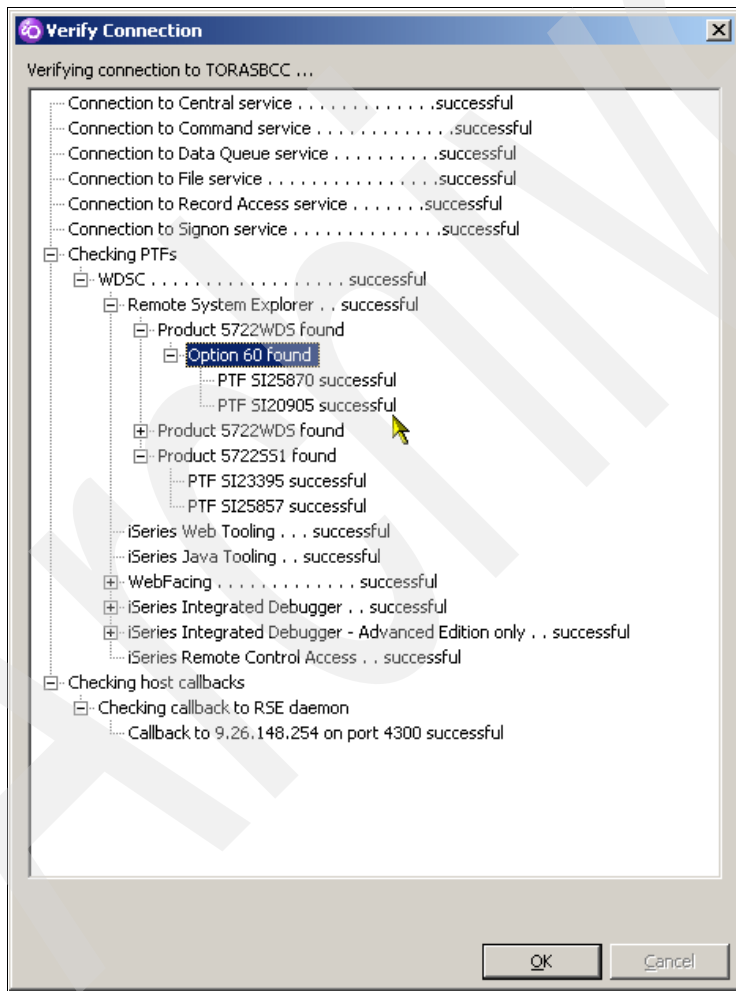 Verify Connection
Verifying connection to TORASBCC ...
Connection to Central service . . . . . . . . . . . . .successful
Connection to Command service . . . . . . . . . . . . .successful
Connection to Data Queue service . . . . . . . . . .successful
Connection to File service . . . . . . . . . . . . . . . .successful
Connection to Record Access service . . . . . . .successful
Connection to Signon service . . . . . . . . . . . . . .successful
Checking PTFs
WDSC . . . . . . . . . . . . . . . . . . successful
Remote System Explorer . . successful
Product 5722WDS found
Option 60 found
PTF SI25870 successful
PTF SI20905 successful
Product 5722WDS found
Product 5722SS1 found
PTF SI23395 successful
PTF SI25857 successful
iSeries Web Tooling . . . successful
iSeries Java Tooling . . successful
WebFacing . . . . . . . . . . . . . successful
iSeries Integrated Debugger . . successful
iSeries Integrated Debugger - Advanced Edition only . . successful
iSeries Remote Control Access . . successful
Checking host callbacks
Checking callback to RSE daemon
Callback to 9.26.148.254 on port 4300 successful
OK
Cancel